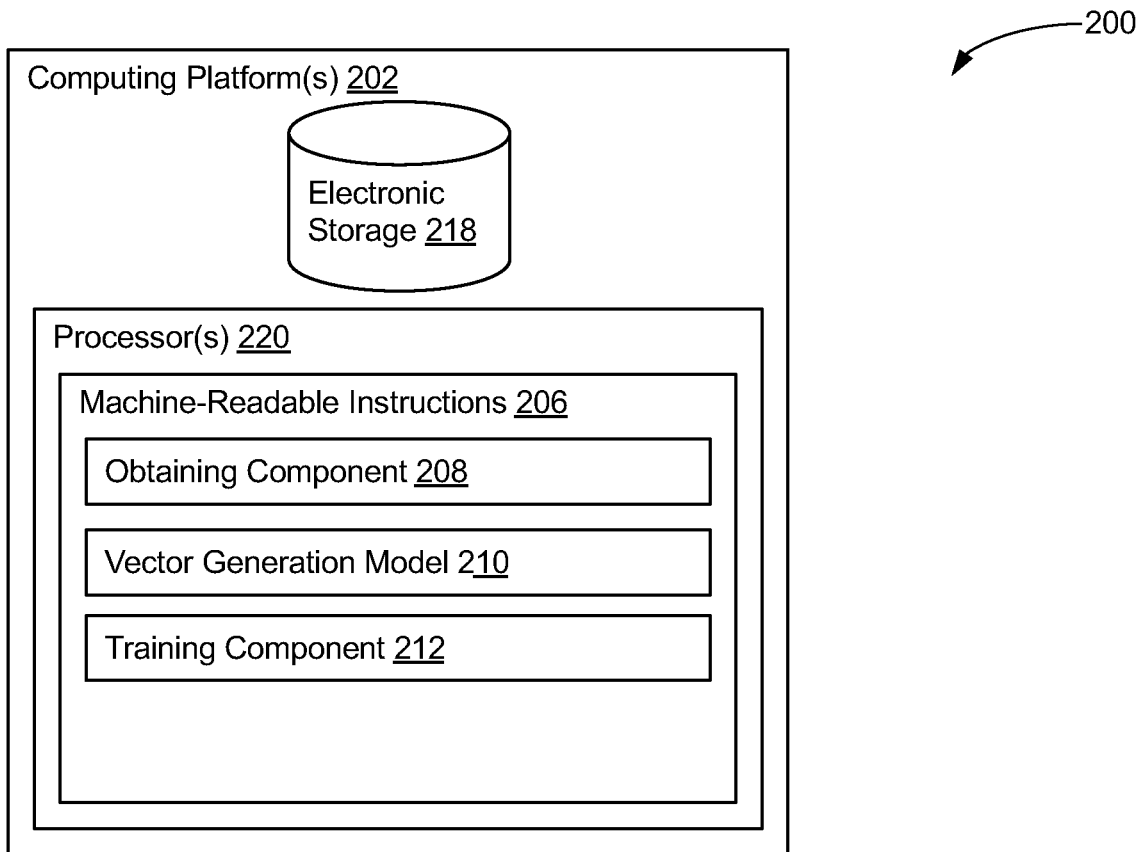 200
Computing Platform(s) 202
Electronic
Storage 218
Processor(s) 220
Machine-Readable Instructions 206
Obtaining Component 208
Vector Generation Model 210
Training Component 212